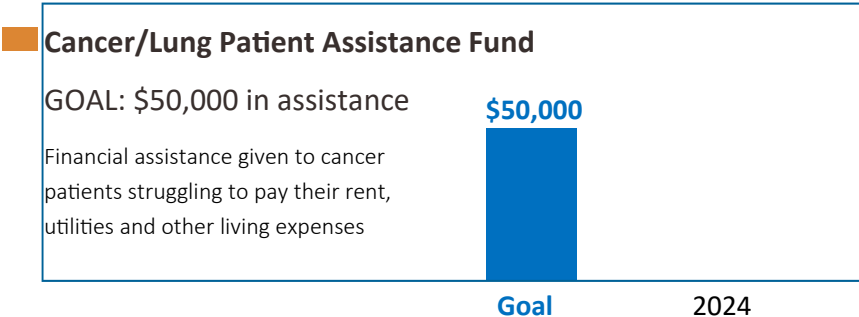 Cancer/Lung Patient Assistance Fund
GOAL: $50,000 in assistance
$50,000
Financial assistance given to cancer
patients struggling to pay their rent,
utilities and other living expenses
Goal
2024